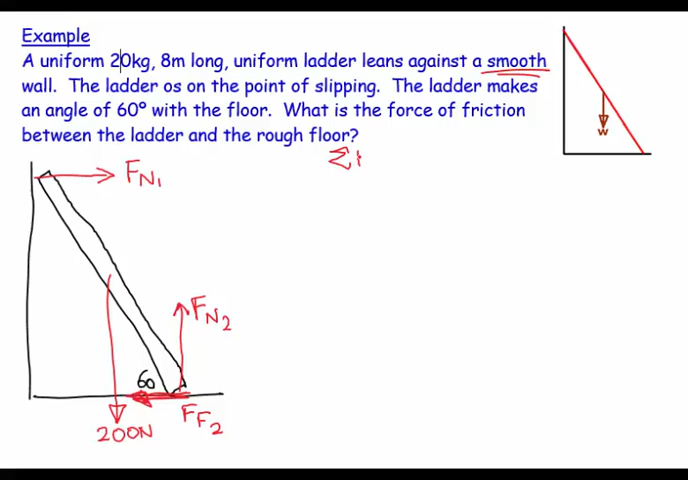 Example
A uniform 20kg, 8m long, uniform ladder leans against a smooth
wall. The ladder os on the point of slipping. The ladder makes
an angle of 60° with the floor. What is the force of friction
between the ladder and the rough floor?
W
Σ
FN1
FN2
60
FF2
200N